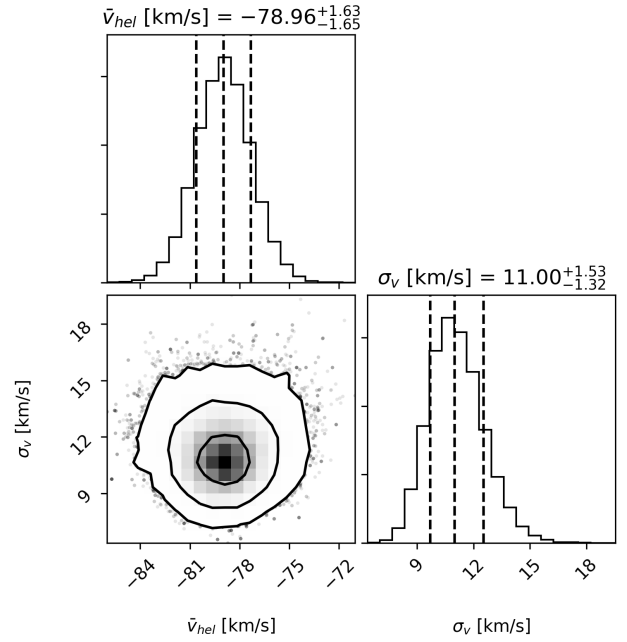 v̄_hel [km/s] = −78.96^{+1.63}_{−1.65}
σ_v [km/s] = 11.00^{+1.53}_{−1.32}
σ_v [km/s]
18
15
12
9
−84 −81 −78 −75 −72
9 12 15 18
v̄_hel [km/s]
σ_v [km/s]